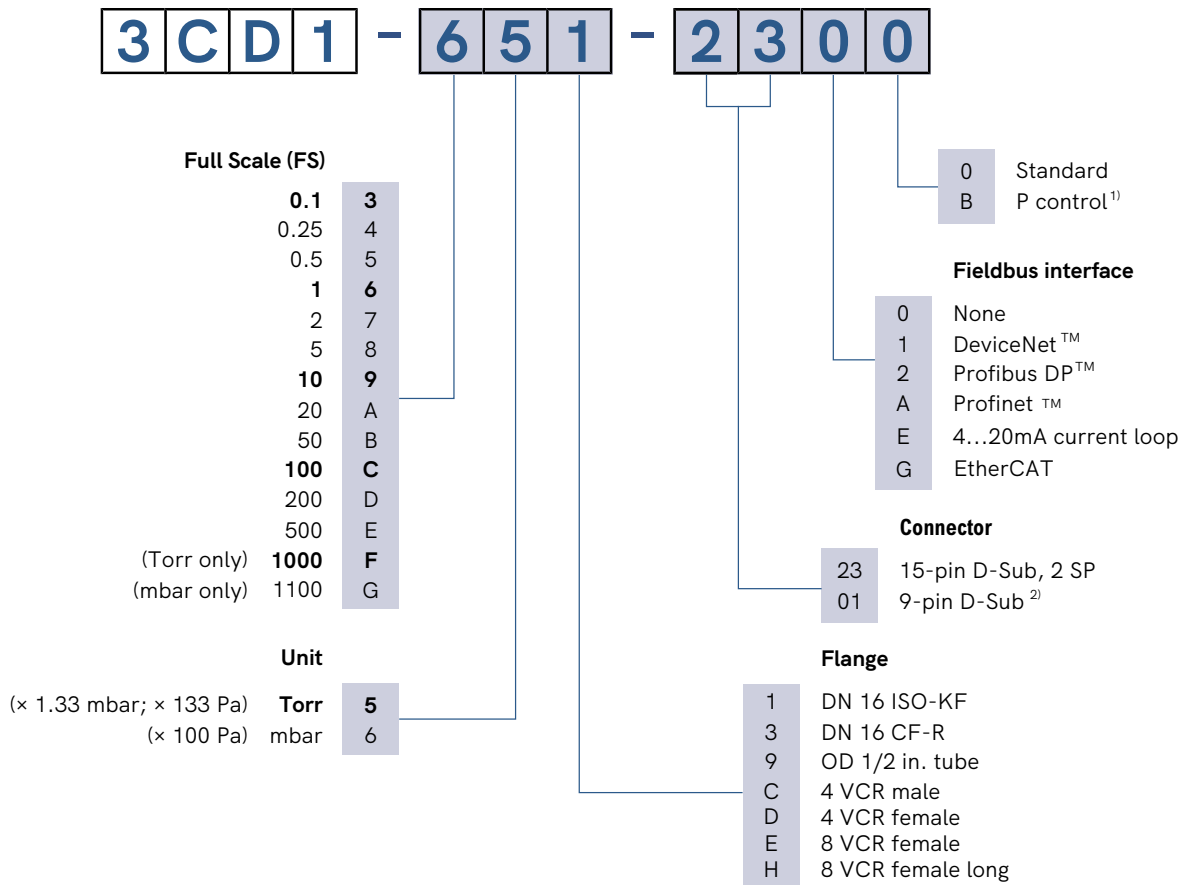 3CD1 - 651 - 2300
Full Scale (FS)
0.1 3
0.25 4
0.5 5
1 6
2 7
5 8
10 9
20 A
50 B
100 C
200 D
500 E
(Torr only) 1000 F
(mbar only) 1100 G
Unit
(× 1.33 mbar; × 133 Pa) Torr 5
(× 100 Pa) mbar 6
0 Standard
B P control 1)
Fieldbus interface
0 None
1 DeviceNet™
2 Profibus DP™
A Profinet ™
E 4...20mA current loop
G EtherCAT
Connector
23 15-pin D-Sub, 2 SP
01 9-pin D-Sub 2)
Flange
1 DN 16 ISO-KF
3 DN 16 CF-R
9 OD 1/2 in. tube
C 4 VCR male
D 4 VCR female
E 8 VCR female
H 8 VCR female long